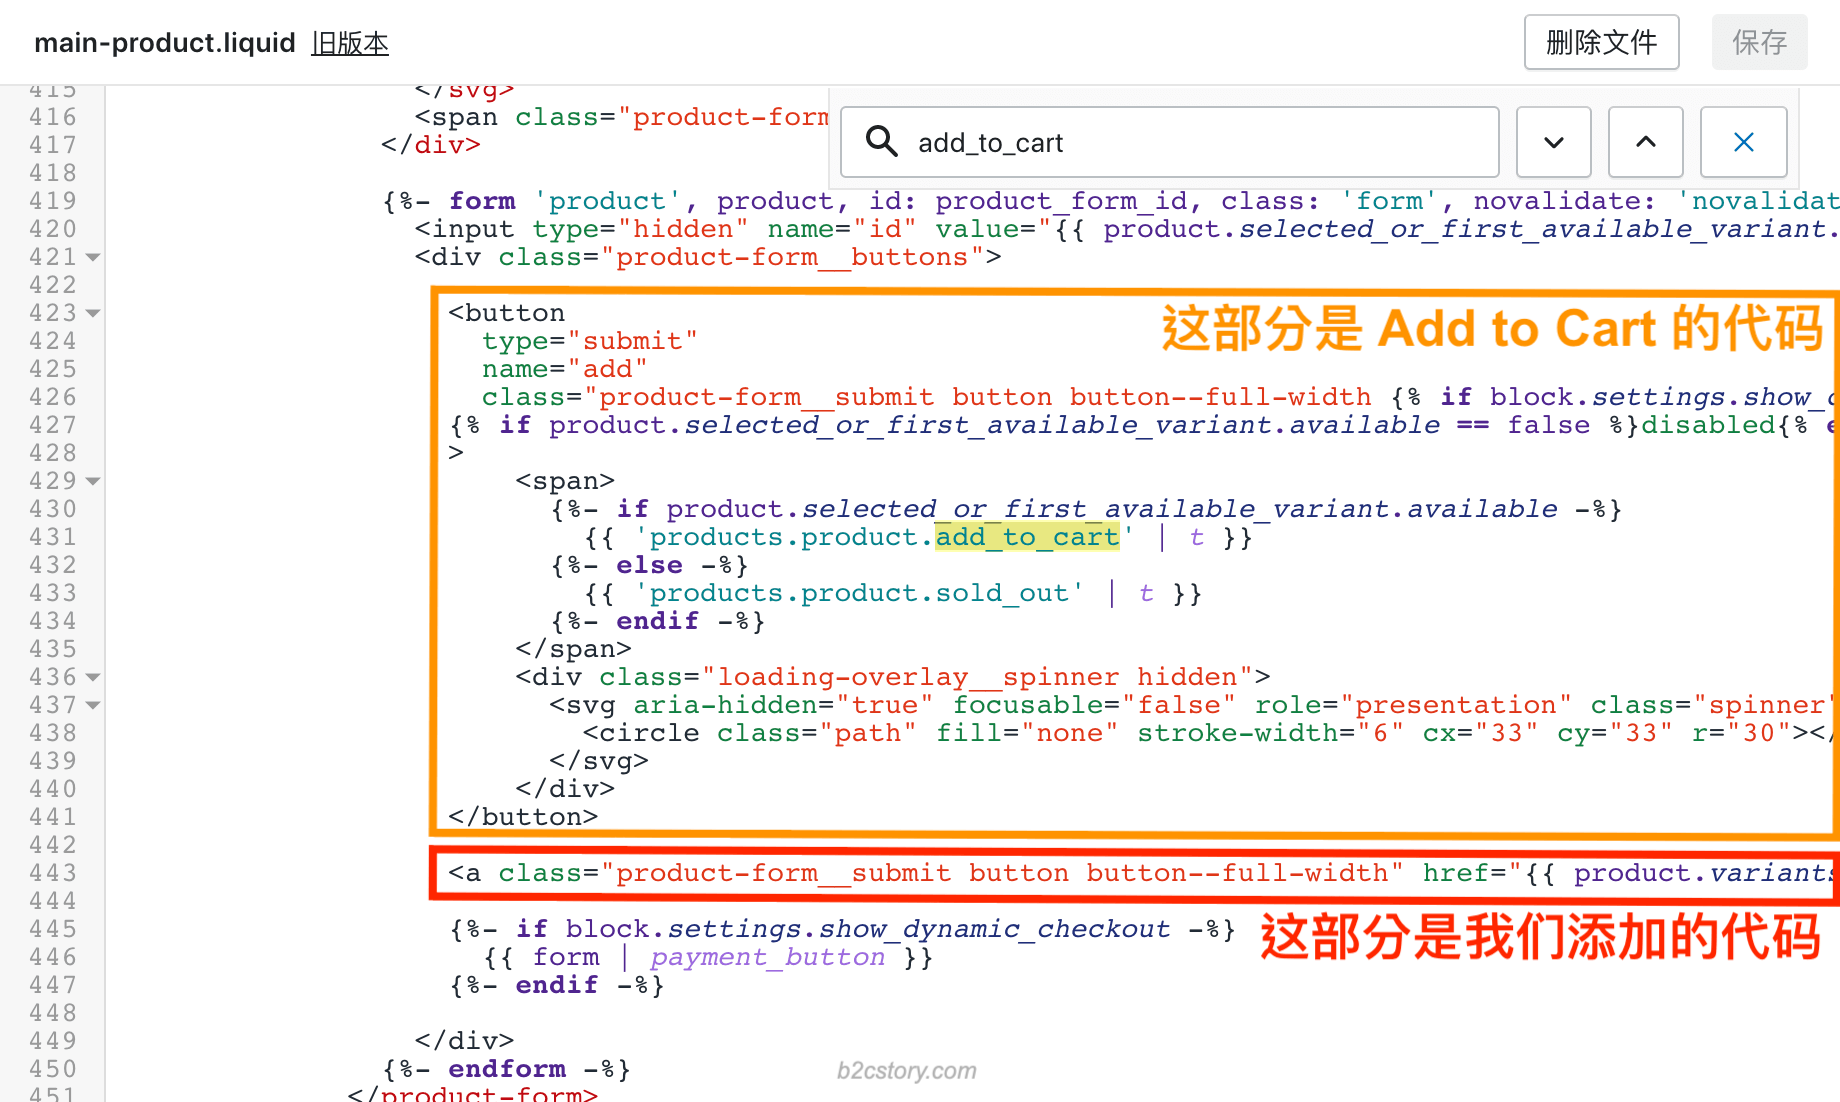 main-product.liquid 旧版本
删除文件
保存
add_to_cart
415 </svg>
416 <span class="product-form
417 </div>
418
419 {%- form 'product', product, id: product_form_id, class: 'form', novalidate: 'novalidat
420 <input type="hidden" name="id" value="{{ product.selected_or_first_available_variant.
421 <div class="product-form__buttons">
422
423 <button
这部分是 Add to Cart 的代码
424 type="submit"
425 name="add"
426 class="product-form__submit button button--full-width {% if block.settings.show_
427 {% if product.selected_or_first_available_variant.available == false %}disabled{% e
428 >
429 <span>
430 {%- if product.selected_or_first_available_variant.available -%}
431 {{ 'products.product.add_to_cart' | t }}
432 {%- else -%}
433 {{ 'products.product.sold_out' | t }}
434 {%- endif -%}
435 </span>
436 <div class="loading-overlay__spinner hidden">
437 <svg aria-hidden="true" focusable="false" role="presentation" class="spinner"
438 <circle class="path" fill="none" stroke-width="6" cx="33" cy="33" r="30"></
439 </svg>
440 </div>
441 </button>
442
443 <a class="product-form__submit button button--full-width" href="{{ product.variants
444
445 {%- if block.settings.show_dynamic_checkout -%}
这部分是我们添加的代码
446 {{ form | payment_button }}
447 {%- endif -%}
448
449 </div>
450 {%- endform -%}
b2cstory.com
451 </product-form>